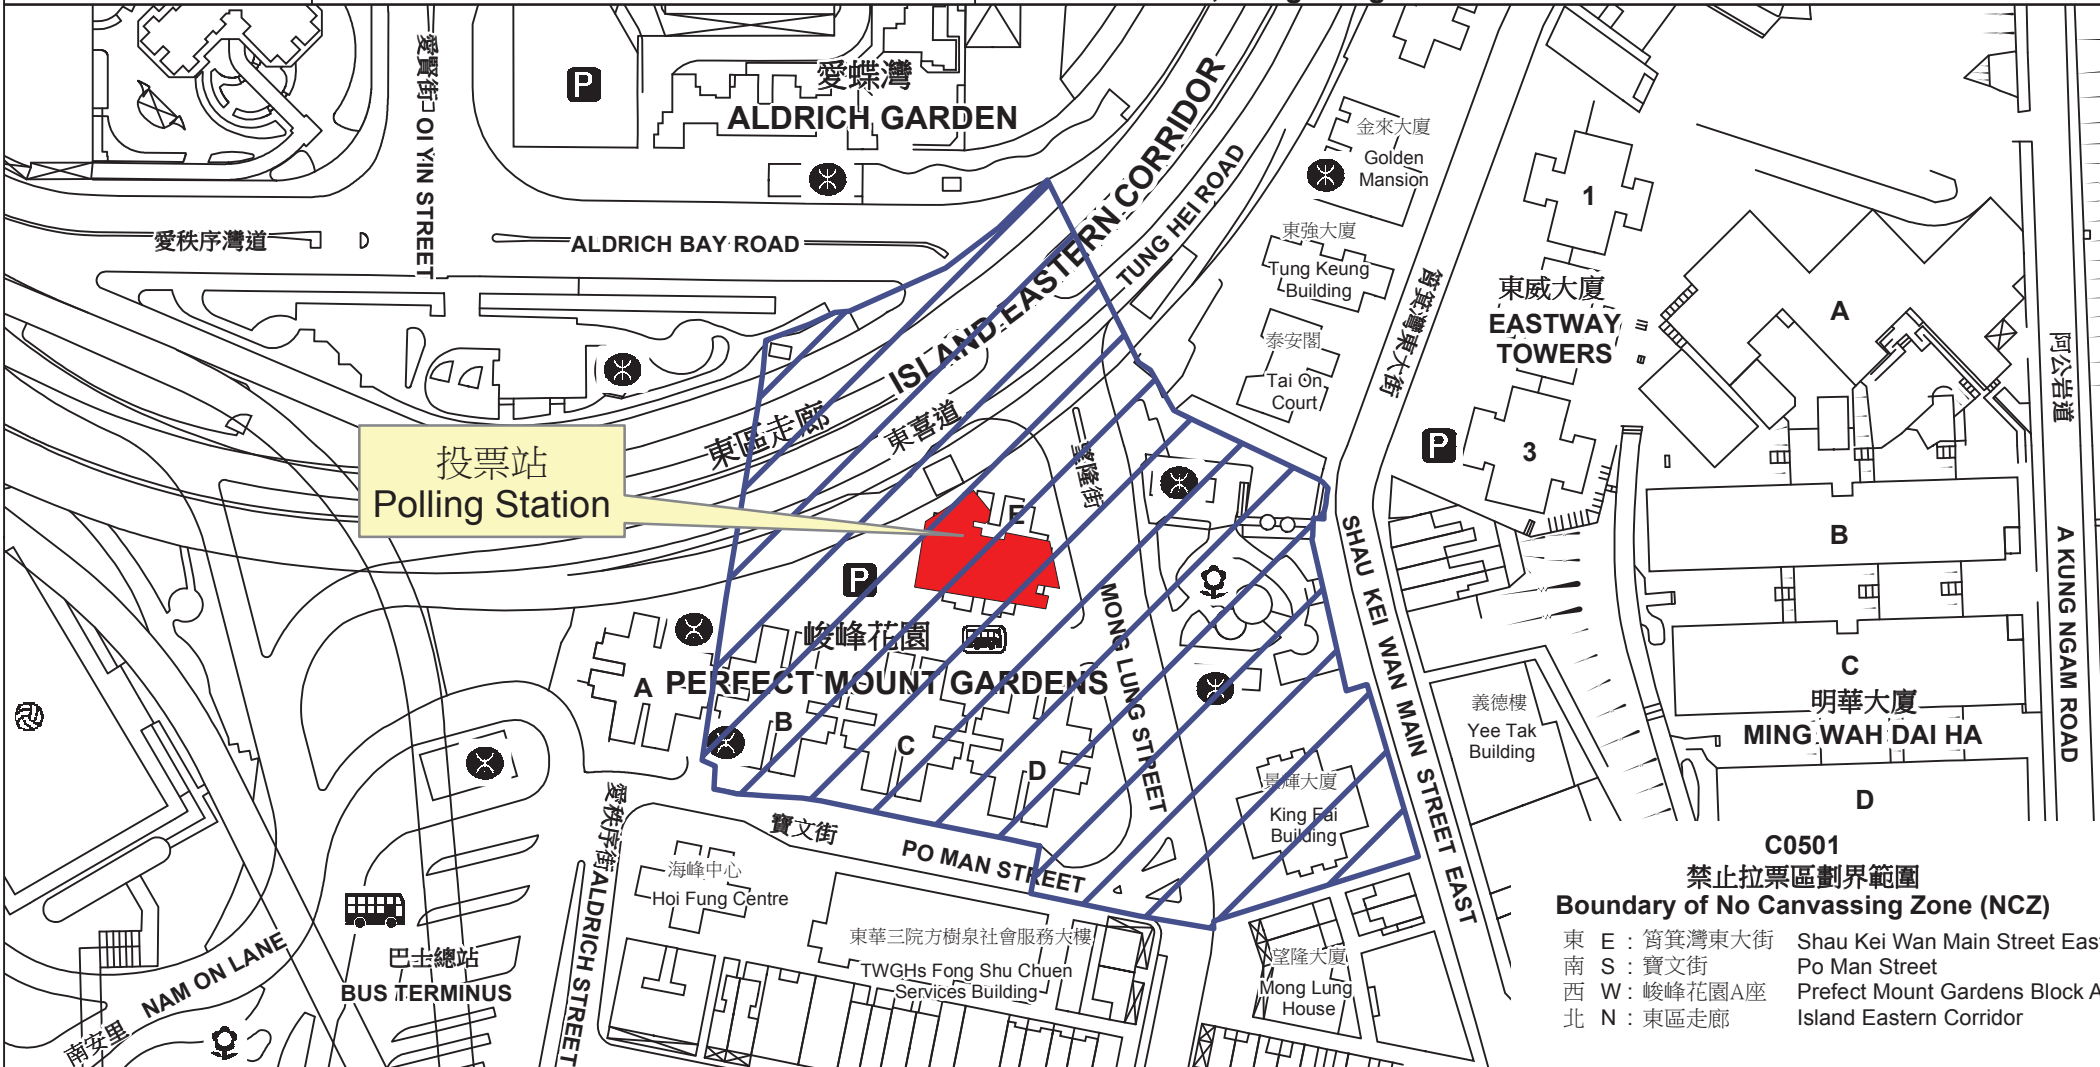 愛賢街
OI YIN STREET
P
愛蝶灣
ALDRICH GARDEN
ISLAND EASTERN CORRIDOR
TUNG HEI ROAD
金來大廈
Golden
Mansion
1
愛秩序灣道
ALDRICH BAY ROAD
東強大廈
Tung Keung
Building
筲箕灣東大街
東威大廈
EASTWAY
TOWERS
A
泰安閣
Tai On
Court
阿公岩道
東區走廊
東喜道
望隆街
P
3
投票站
Polling Station
E
B
SHAU KEI WAN MAIN STREET EAST
A KUNG NGAM ROAD
P
MONG LUNG STREET
峻峰花園
PERFECT MOUNT GARDENS
A
B
C
D
C
明華大廈
MING WAH DAI HA
D
義德樓
Yee Tak
Building
景輝大廈
King Fai
Building
愛秩序街
ALDRICH STREET
寶文街
PO MAN STREET
海峰中心
Hoi Fung Centre
東華三院方樹泉社會服務大樓
TWGHs Fong Shu Chuen
Services Building
望隆大廈
Mong Lung
House
巴士總站
BUS TERMINUS
南安里
NAM ON LANE
C0501
禁止拉票區劃界範圍
Boundary of No Canvassing Zone (NCZ)
東 E : 筲箕灣東大街 Shau Kei Wan Main Street Eas
南 S : 寶文街 Po Man Street
西 W : 峻峰花園A座 Prefect Mount Gardens Block A
北 N : 東區走廊 Island Eastern Corridor